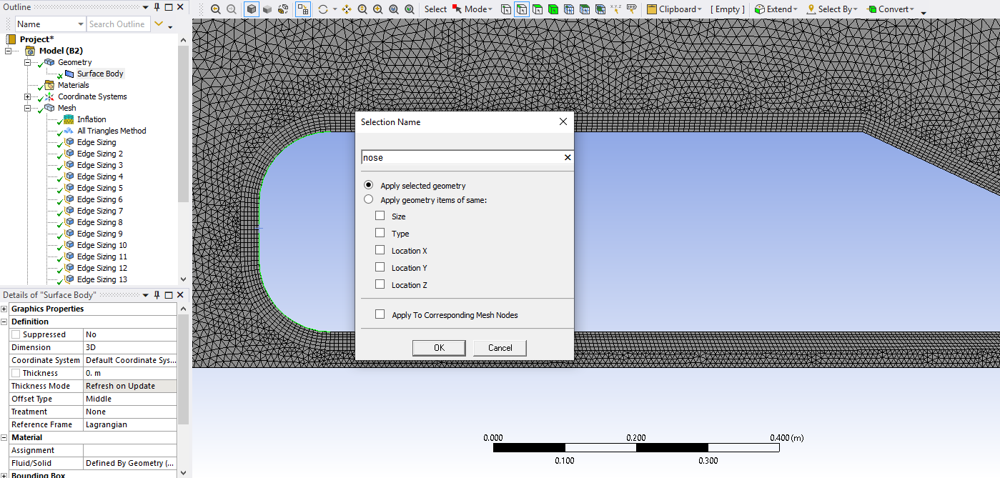 Outline
Select Mode Clipboard [ Empty ] Extend Select By Convert
X,Y,Z
Name Search Outline
Project*
Model (B2)
Geometry
Surface Body
Materials
Coordinate Systems
Mesh
Inflation
All Triangles Method
Edge Sizing
Edge Sizing 2
Edge Sizing 3
Edge Sizing 4
Edge Sizing 5
Edge Sizing 6
Edge Sizing 7
Edge Sizing 8
Edge Sizing 9
Edge Sizing 10
Edge Sizing 11
Edge Sizing 12
Edge Sizing 13
Details of "Surface Body"
Graphics Properties
Definition
Suppressed No
Dimension 3D
Coordinate System Default Coordinate Sys...
Thickness 0. m
Thickness Mode Refresh on Update
Offset Type Middle
Treatment None
Reference Frame Lagrangian
Material
Assignment
Fluid/Solid Defined By Geometry (...
Bounding Box
Selection Name
nose
Apply selected geometry
Apply geometry items of same:
Size
Type
Location X
Location Y
Location Z
Apply To Corresponding Mesh Nodes
OK Cancel
0.000 0.200 0.400 (m)
0.100 0.300